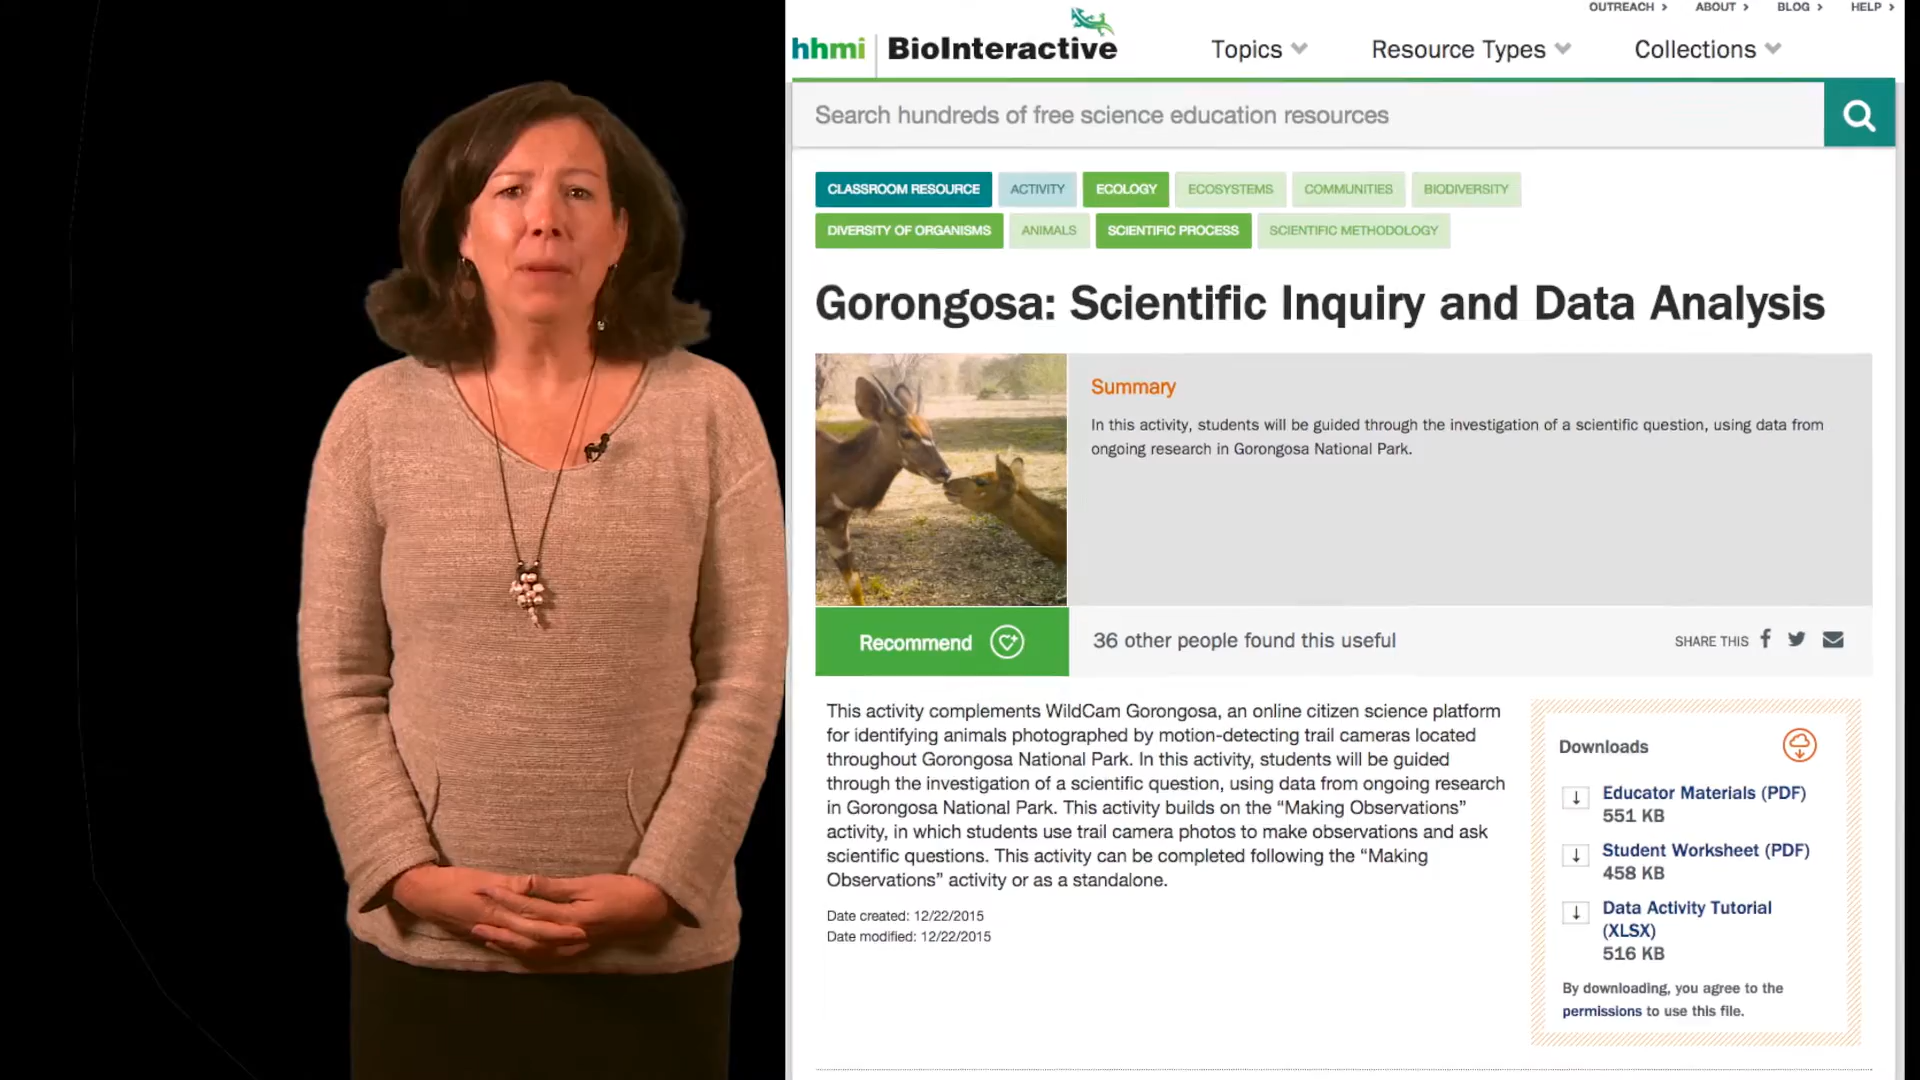 OUTREACH ABOUT BLOG HELP
hhmi BioInteractive
Topics Resource Types Collections
Search hundreds of free science education resources
CLASSROOM RESOURCE ACTIVITY ECOLOGY ECOSYSTEMS COMMUNITIES BIODIVERSITY
DIVERSITY OF ORGANISMS ANIMALS SCIENTIFIC PROCESS SCIENTIFIC METHODOLOGY
Gorongosa: Scientific Inquiry and Data Analysis
Summary
In this activity, students will be guided through the investigation of a scientific question, using data from
ongoing research in Gorongosa National Park.
Recommend
36 other people found this useful
SHARE THIS
This activity complements WildCam Gorongosa, an online citizen science platform
for identifying animals photographed by motion-detecting trail cameras located
throughout Gorongosa National Park. In this activity, students will be guided
through the investigation of a scientific question, using data from ongoing research
in Gorongosa National Park. This activity builds on the “Making Observations”
activity, in which students use trail camera photos to make observations and ask
scientific questions. This activity can be completed following the “Making
Observations” activity or as a standalone.
Date created: 12/22/2015
Date modified: 12/22/2015
Downloads
Educator Materials (PDF)
551 KB
Student Worksheet (PDF)
458 KB
Data Activity Tutorial
(XLSX)
516 KB
By downloading, you agree to the
permissions to use this file.